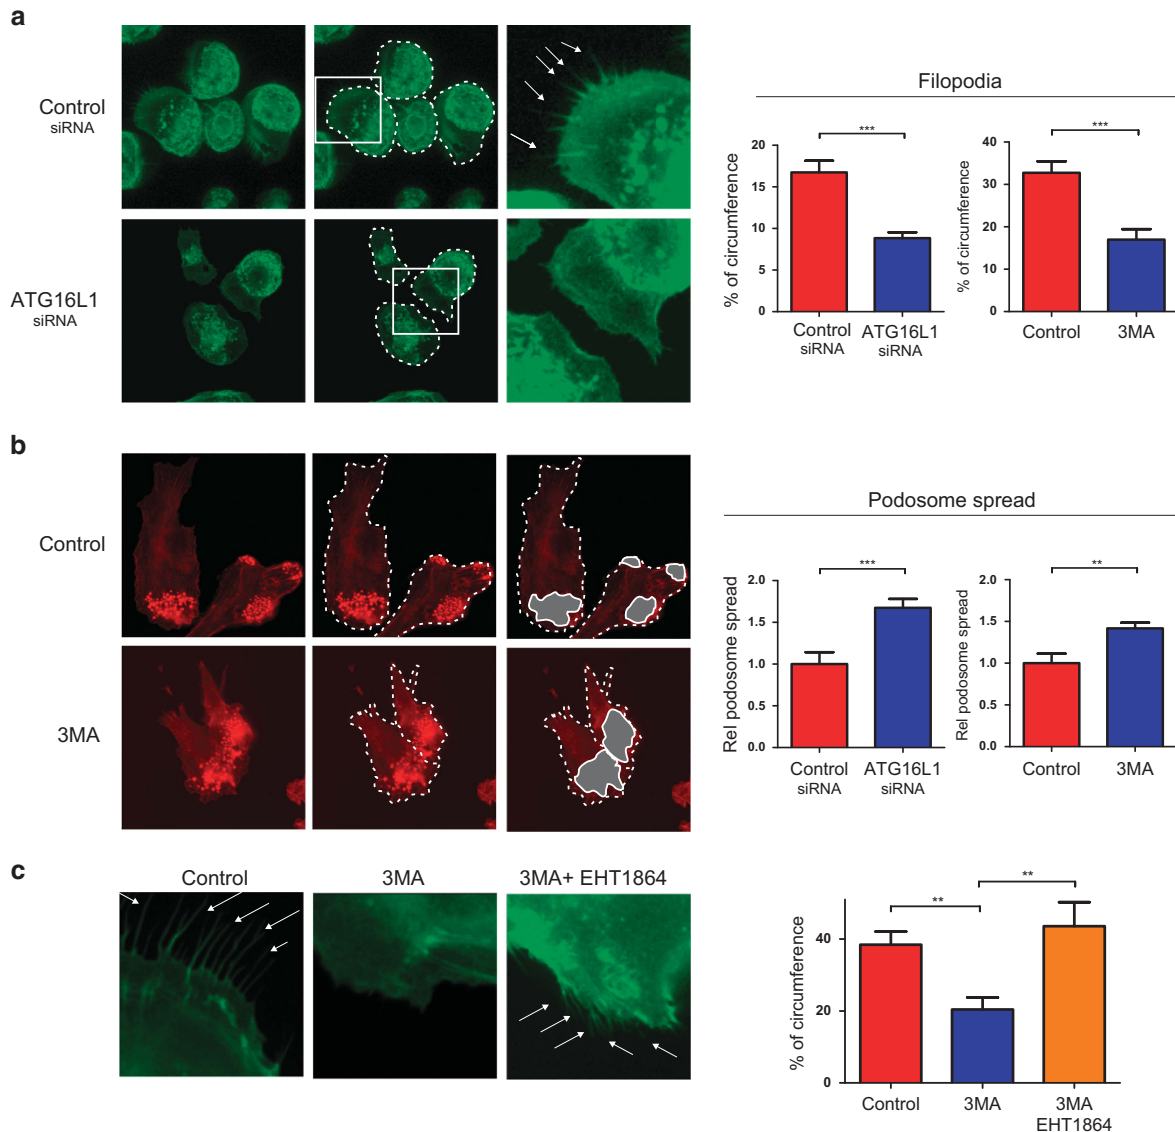 a
Control
siRNA
ATG16L1
siRNA
Filopodia
% of circumference
20
15
10
5
0
***
Control
siRNA
ATG16L1
siRNA
% of circumference
40
30
20
10
0
***
Control
3MA
b
Control
3MA
Podosome spread
Rel podosome spread
2.0
1.5
1.0
0.5
0.0
***
Control
siRNA
ATG16L1
siRNA
Rel podosome spread
2.0
1.5
1.0
0.5
0.0
**
Control
3MA
c
Control
3MA
3MA+ EHT1864
% of circumference
40
20
0
**
**
Control
3MA
3MA
EHT1864